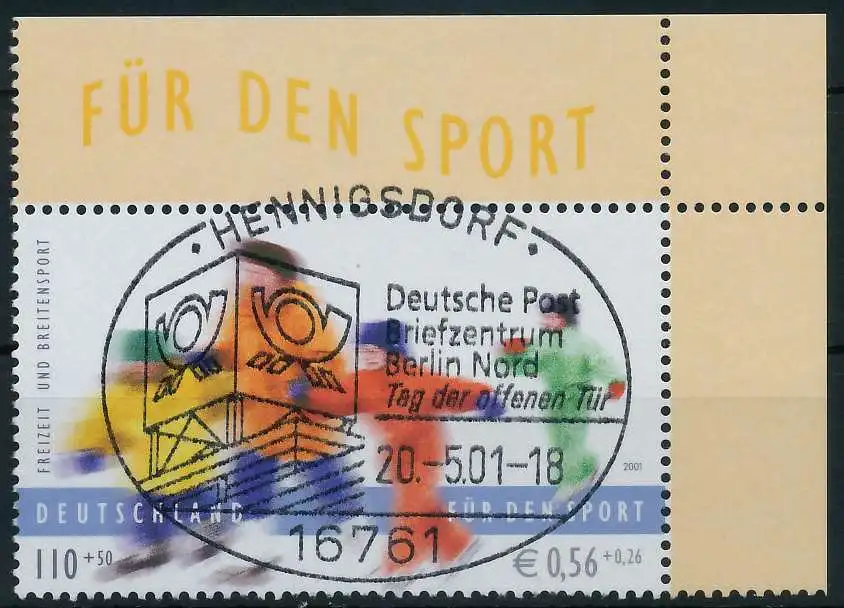 FÜR DEN SPORT
HENNIGSDORF
FREIZEIT UND BREITENSPORT
Deutsche Post
Briefzentrum
Berlin Nord
Tag der offenen Tür
20.-5.01-18
2001
DEUTSCHLAND FÜR DEN SPORT
16761
110 +50 € 0,56 +0,26